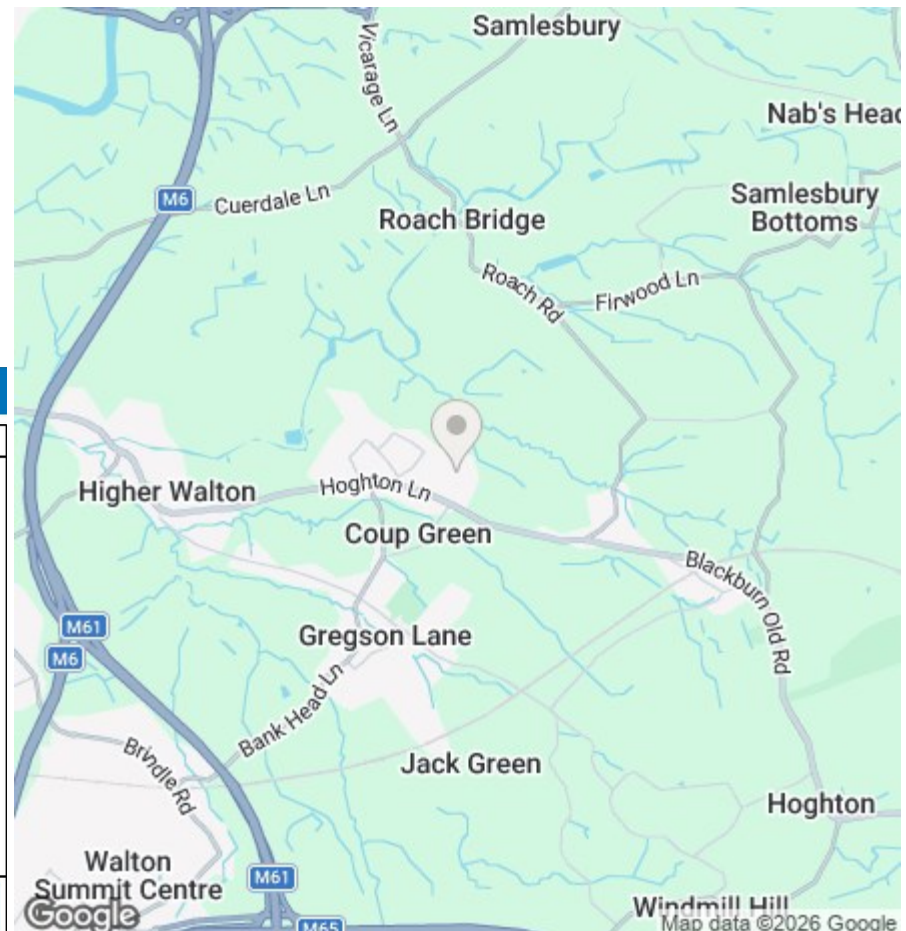 Samlesbury
Vicarage Ln
Nab's Head
M6
Cuerdale Ln
Samlesbury
Bottoms
Roach Bridge
Roach Rd
Firwood Ln
Higher Walton
Hoghton Ln
Coup Green
Blackburn Old Rd
M61
M6
Gregson Lane
Bank Head Ln
Brindle Rd
Jack Green
Hoghton
Walton
Summit Centre
M61
M65
Windmill Hill
Google
Map data ©2026 Google